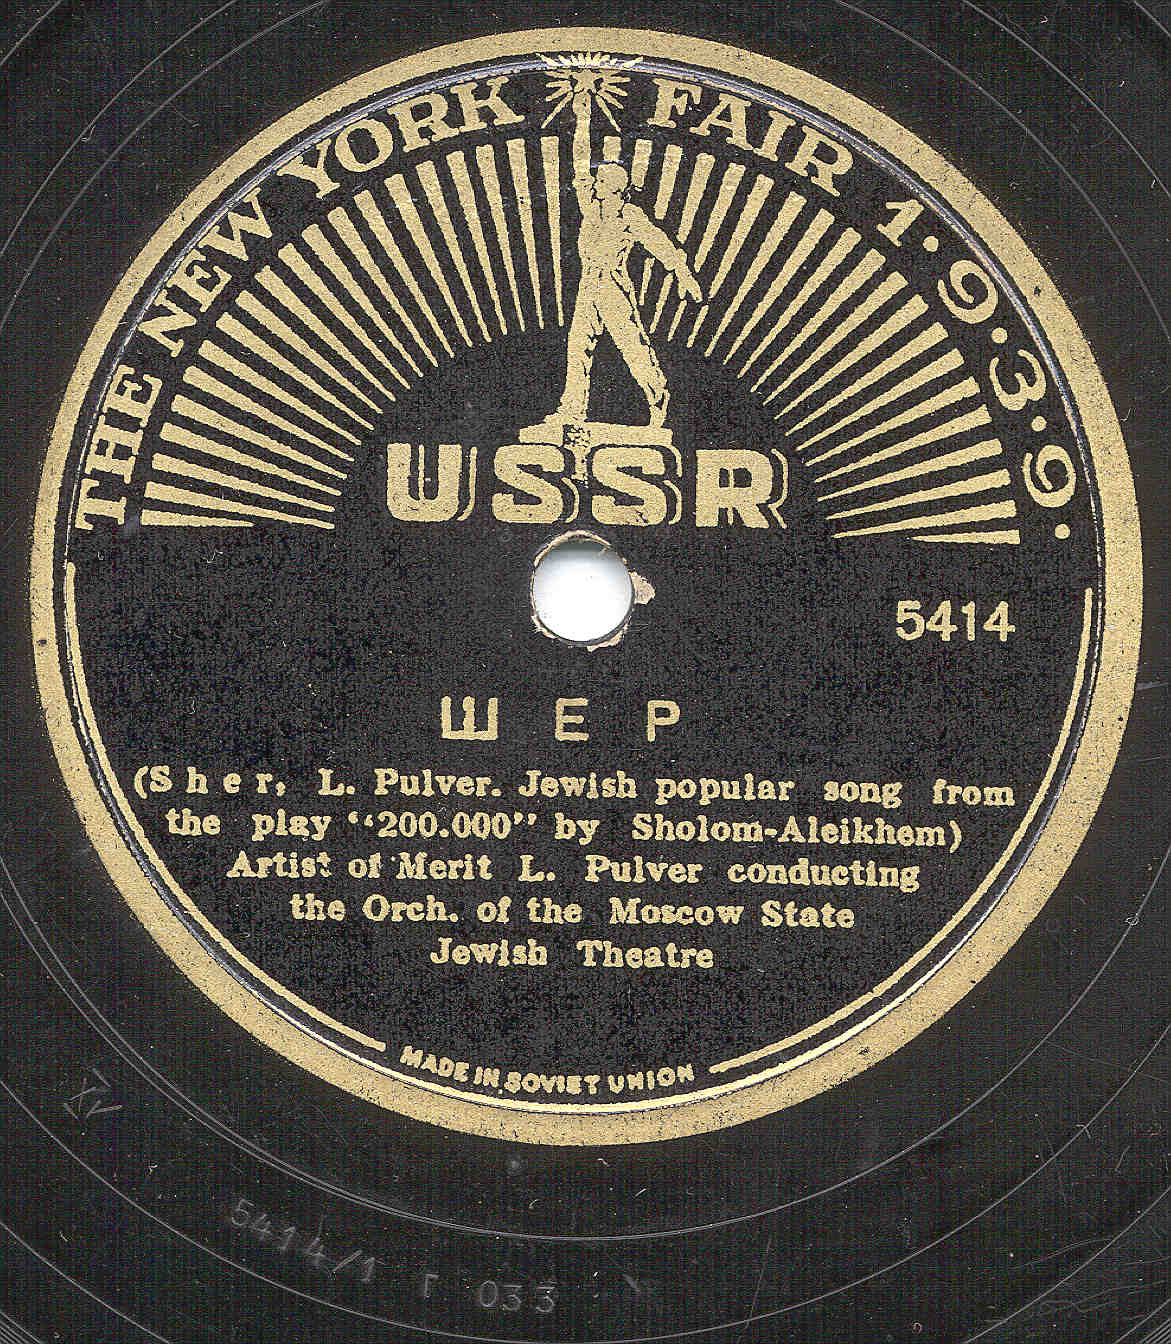 THE NEW YORK FAIR 1·9·3·9·
USSR
5414
ШЕР
(Sher, L. Pulver. Jewish popular song from
the play “200.000” by Sholom-Aleikhem)
Artist of Merit L. Pulver conducting
the Orch. of the Moscow State
Jewish Theatre
MADE IN SOVIET UNION
XV
5414/1 г 033